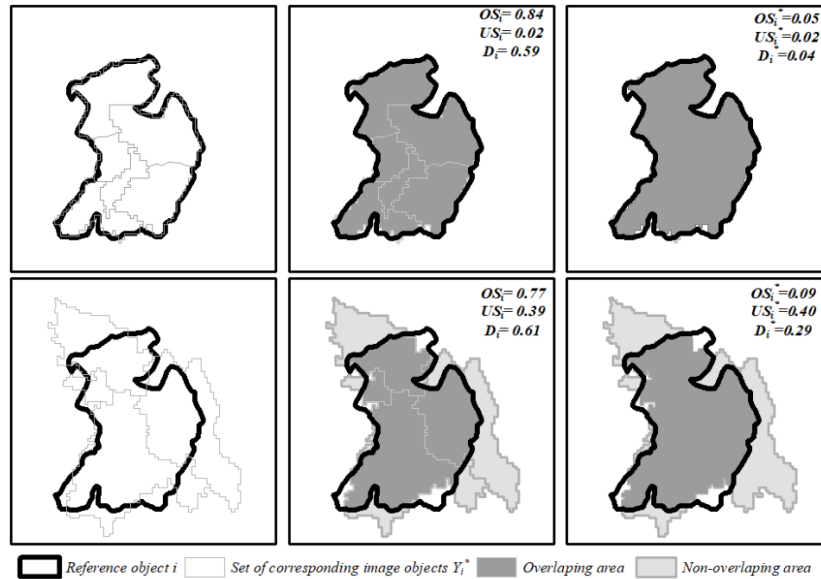 OSᵢ= 0.84
USᵢ= 0.02
Dᵢ= 0.59
OSᵢ*=0.05
USᵢ*=0.02
Dᵢ*=0.04
OSᵢ= 0.77
USᵢ= 0.39
Dᵢ= 0.61
OSᵢ*=0.09
USᵢ*=0.40
Dᵢ*=0.29
Reference object i Set of corresponding image objects Yᵢ* Overlaping area Non-overlaping area